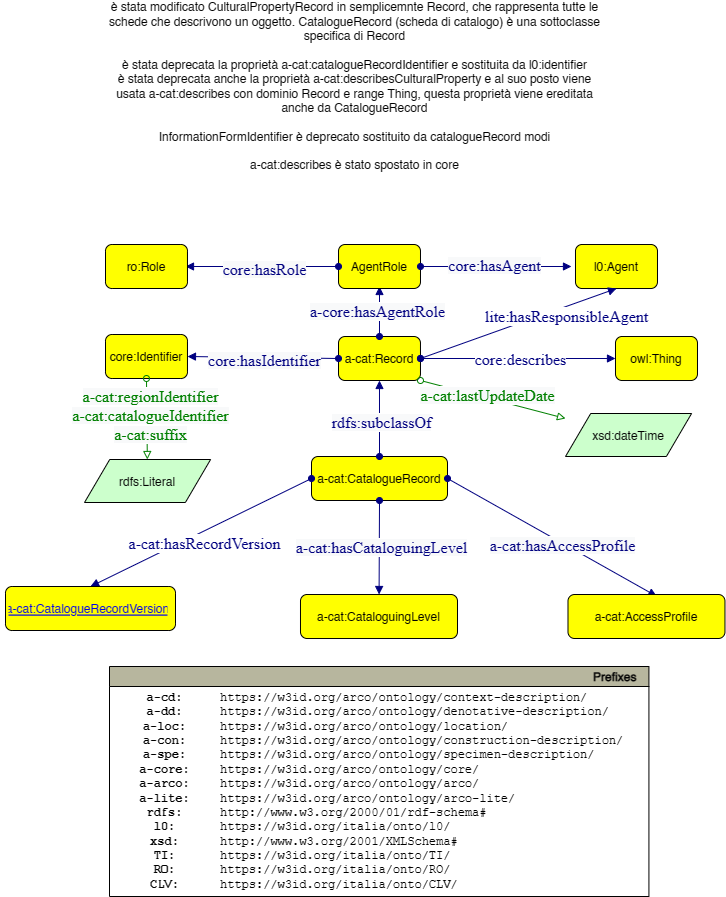 è stata modificato CulturalPropertyRecord in semplicemnte Record, che rappresenta tutte le
schede che descrivono un oggetto. CatalogueRecord (scheda di catalogo) è una sottoclasse
specifica di Record
è stata deprecata la proprietà a-cat:catalogueRecordIdentifier e sostituita da l0:identifier
è stata deprecata anche la proprietà a-cat:describesCulturalProperty e al suo posto viene
usata a-cat:describes con dominio Record e range Thing, questa proprietà viene ereditata
anche da CatalogueRecord
InformationFormIdentifier è deprecato sostituito da catalogueRecord modi
a-cat:describes è stato spostato in core
ro:Role
core:hasRole
AgentRole
core:hasAgent
l0:Agent
a-core:hasAgentRole
lite:hasResponsibleAgent
core:Identifier
core:hasIdentifier
a-cat:Record
core:describes
owl:Thing
a-cat:regionIdentifier
a-cat:catalogueIdentifier
a-cat:suffix
a-cat:lastUpdateDate
rdfs:subclassOf
xsd:dateTime
rdfs:Literal
a-cat:CatalogueRecord
a-cat:hasRecordVersion
a-cat:hasCataloguingLevel
a-cat:hasAccessProfile
a-cat:CatalogueRecordVersion
a-cat:CataloguingLevel
a-cat:AccessProfile
Prefixes
a-cd: https://w3id.org/arco/ontology/context-description/
a-dd: https://w3id.org/arco/ontology/denotative-description/
a-loc: https://w3id.org/arco/ontology/location/
a-con: https://w3id.org/arco/ontology/construction-description/
a-spe: https://w3id.org/arco/ontology/specimen-description/
a-core: https://w3id.org/arco/ontology/core/
a-arco: https://w3id.org/arco/ontology/arco/
a-lite: https://w3id.org/arco/ontology/arco-lite/
rdfs: http://www.w3.org/2000/01/rdf-schema#
l0: https://w3id.org/italia/onto/l0/
xsd: http://www.w3.org/2001/XMLSchema#
TI: https://w3id.org/italia/onto/TI/
RO: https://w3id.org/italia/onto/RO/
CLV: https://w3id.org/italia/onto/CLV/